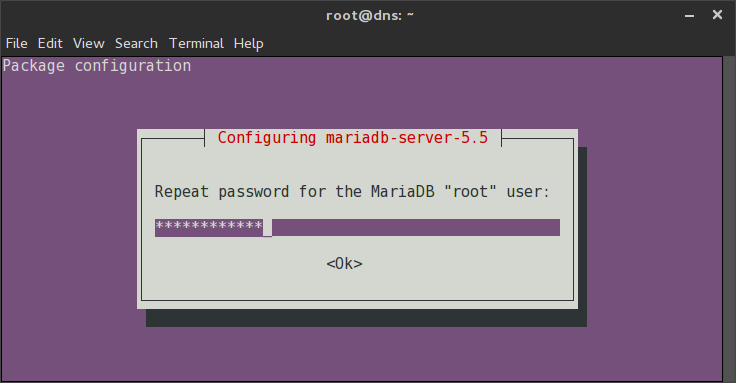 root@dns: ~
File Edit View Search Terminal Help
Package configuration
Configuring mariadb-server-5.5
Repeat password for the MariaDB "root" user:
************_
<Ok>